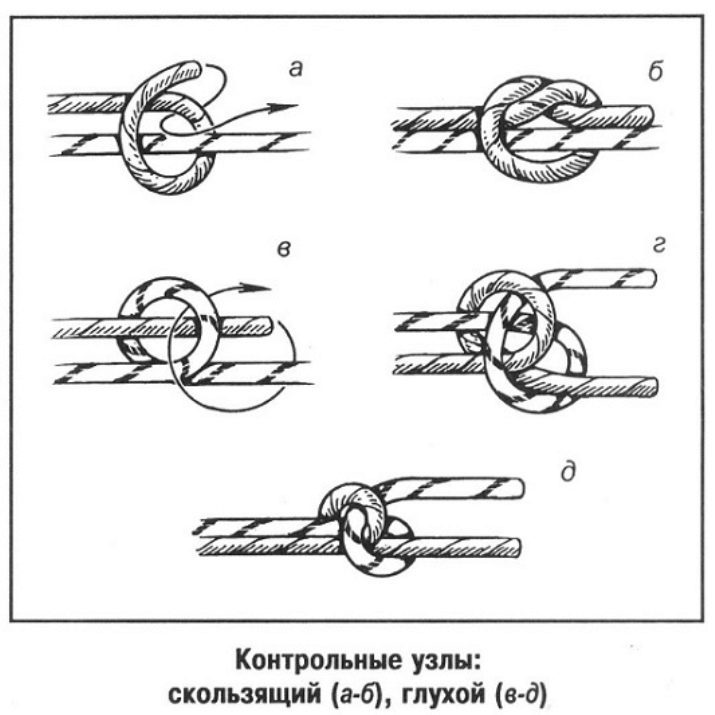 а
б
в
г
д
Контрольные узлы:
скользящий (а-б), глухой (в-д)